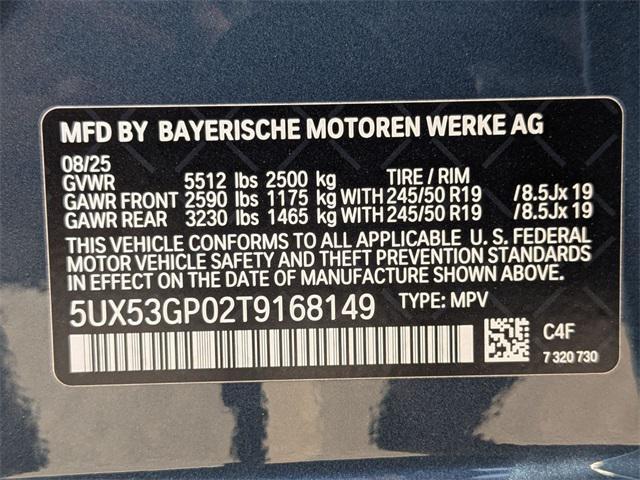 MFD BY BAYERISCHE MOTOREN WERKE AG
08/25
GVWR 5512 lbs 2500 kg TIRE / RIM
GAWR FRONT 2590 lbs 1175 kg WITH 245/50 R19 /8.5Jx 19
GAWR REAR 3230 lbs 1465 kg WITH 245/50 R19 /8.5Jx 19
THIS VEHICLE CONFORMS TO ALL APPLICABLE U. S. FEDERAL
MOTOR VEHICLE SAFETY AND THEFT PREVENTION STANDARDS
IN EFFECT ON THE DATE OF MANUFACTURE SHOWN ABOVE.
5UX53GP02T9168149 TYPE: MPV
C4F
7 320 730